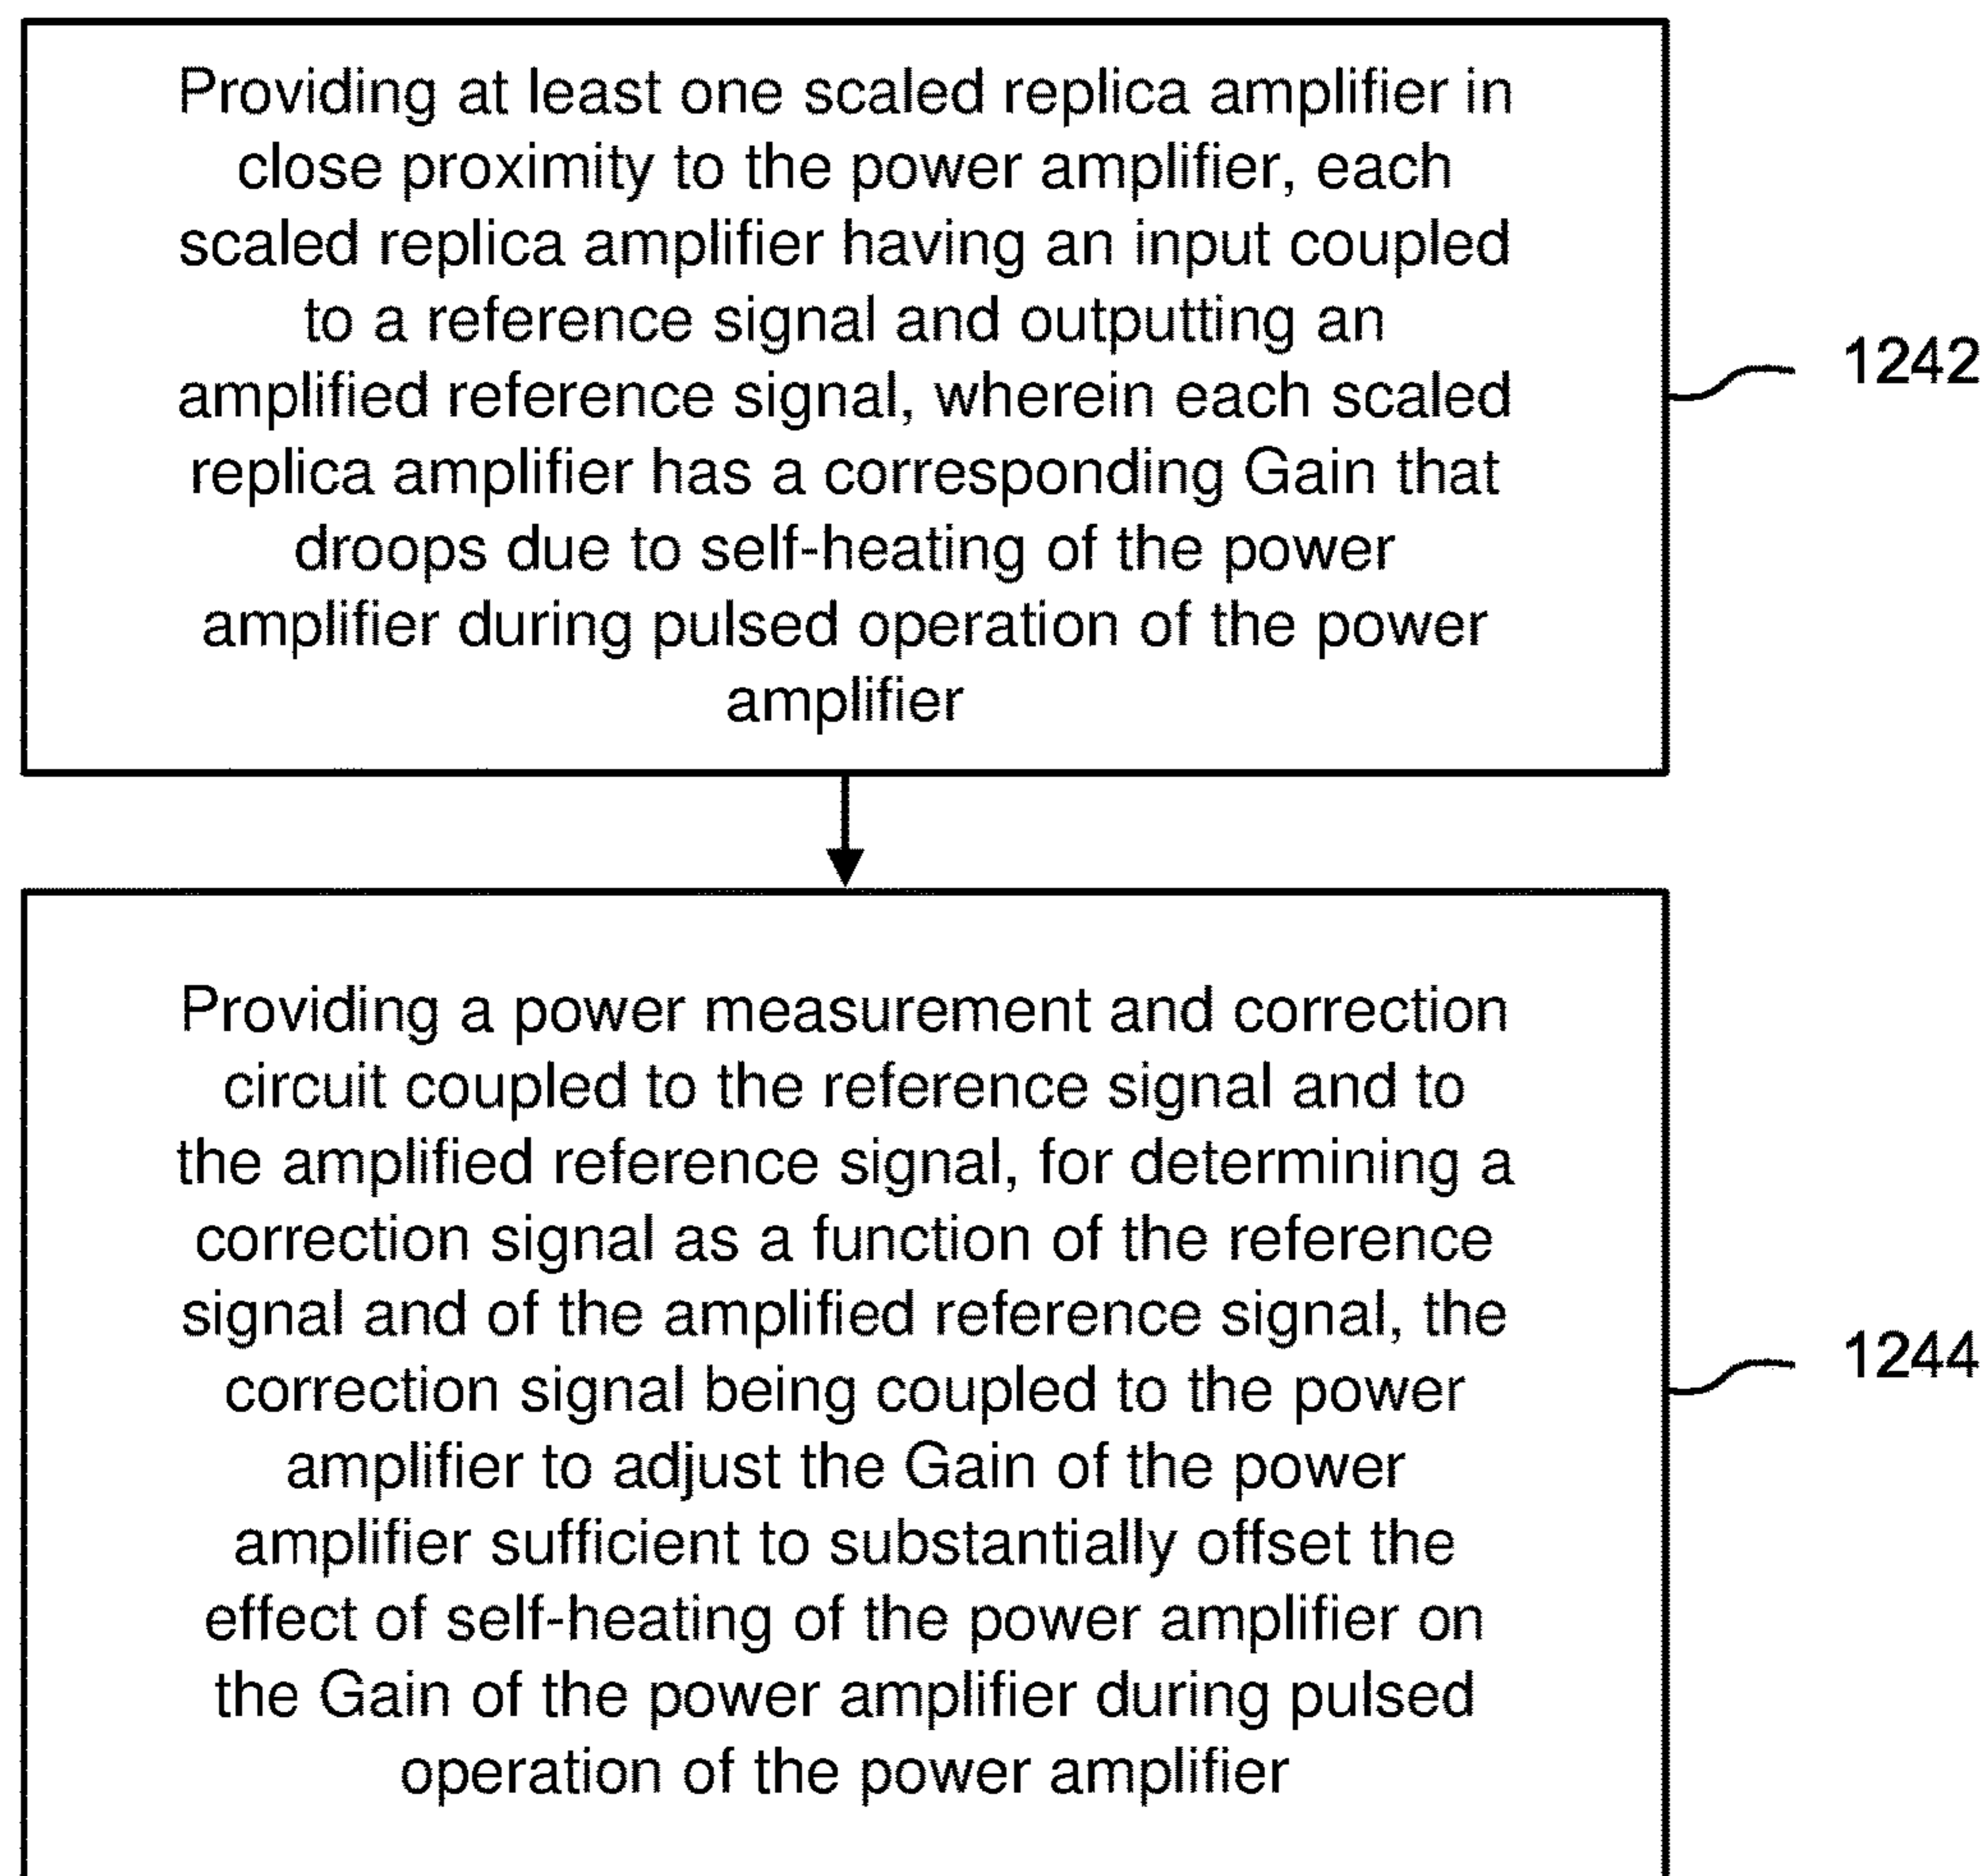 Providing at least one scaled replica amplifier in
close proximity to the power amplifier, each
scaled replica amplifier having an input coupled
to a reference signal and outputting an
amplified reference signal, wherein each scaled
replica amplifier has a corresponding Gain that
droops due to self-heating of the power
amplifier during pulsed operation of the power
amplifier
1242
Providing a power measurement and correction
circuit coupled to the reference signal and to
the amplified reference signal, for determining a
correction signal as a function of the reference
signal and of the amplified reference signal, the
correction signal being coupled to the power
amplifier to adjust the Gain of the power
amplifier sufficient to substantially offset the
effect of self-heating of the power amplifier on
the Gain of the power amplifier during pulsed
operation of the power amplifier
1244